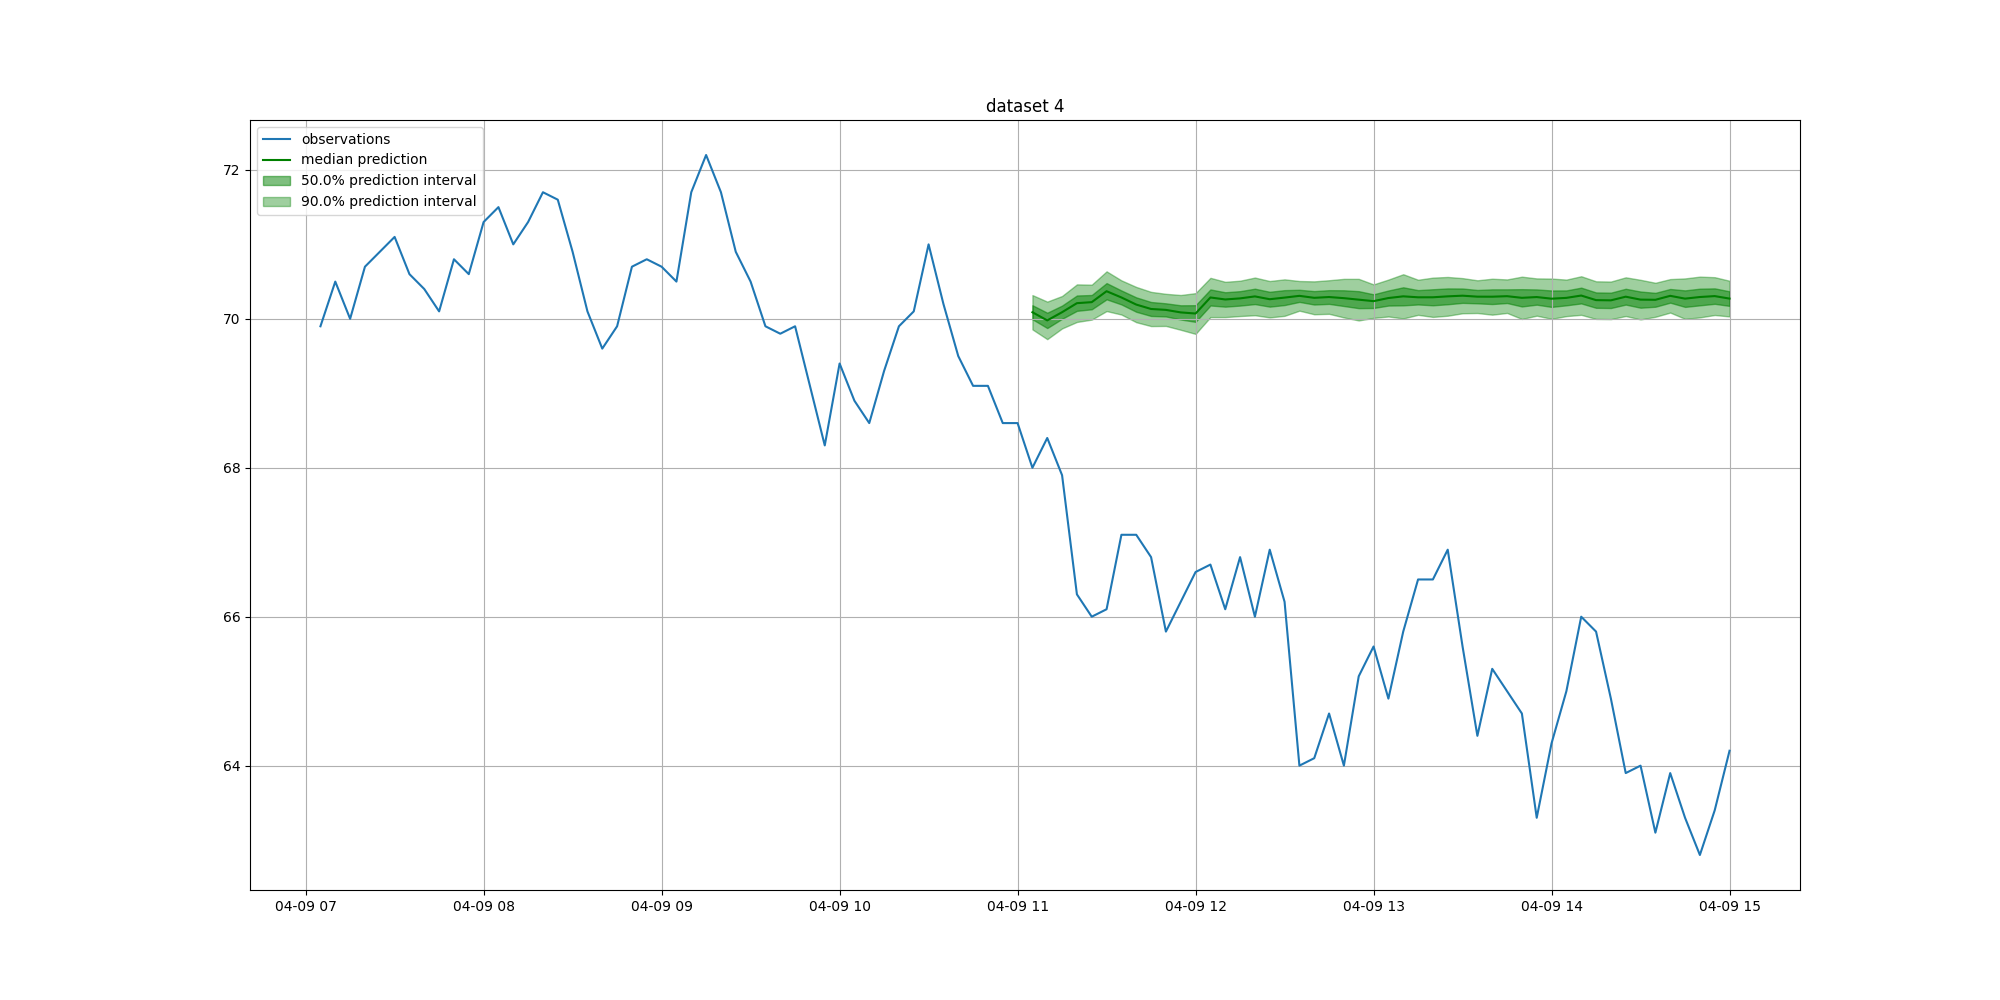 dataset 4
observations
median prediction
50.0% prediction interval
90.0% prediction interval
72
70
68
66
64
04-09 07
04-09 08
04-09 09
04-09 10
04-09 11
04-09 12
04-09 13
04-09 14
04-09 15